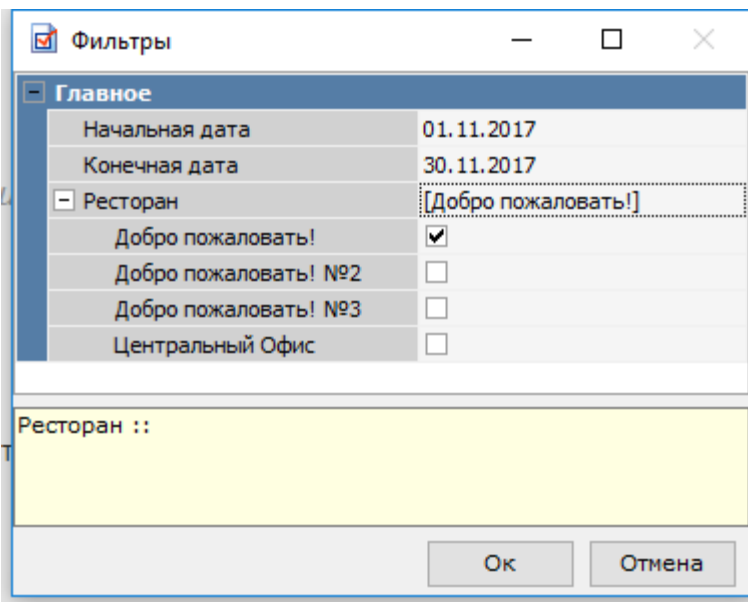 Фильтры
Главное
Начальная дата 01.11.2017
Конечная дата 30.11.2017
Ресторан [Добро пожаловать!]
Добро пожаловать!
Добро пожаловать! №2
Добро пожаловать! №3
Центральный Офис
Ресторан ::
Ок Отмена